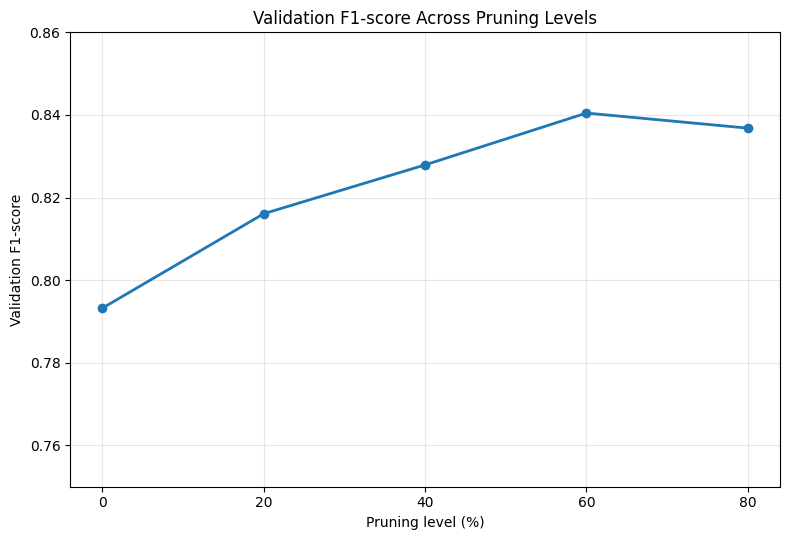 Validation F1-score Across Pruning Levels
0.86
0.84
0.82
0.80
0.78
0.76
Validation F1-score
0 20 40 60 80
Pruning level (%)